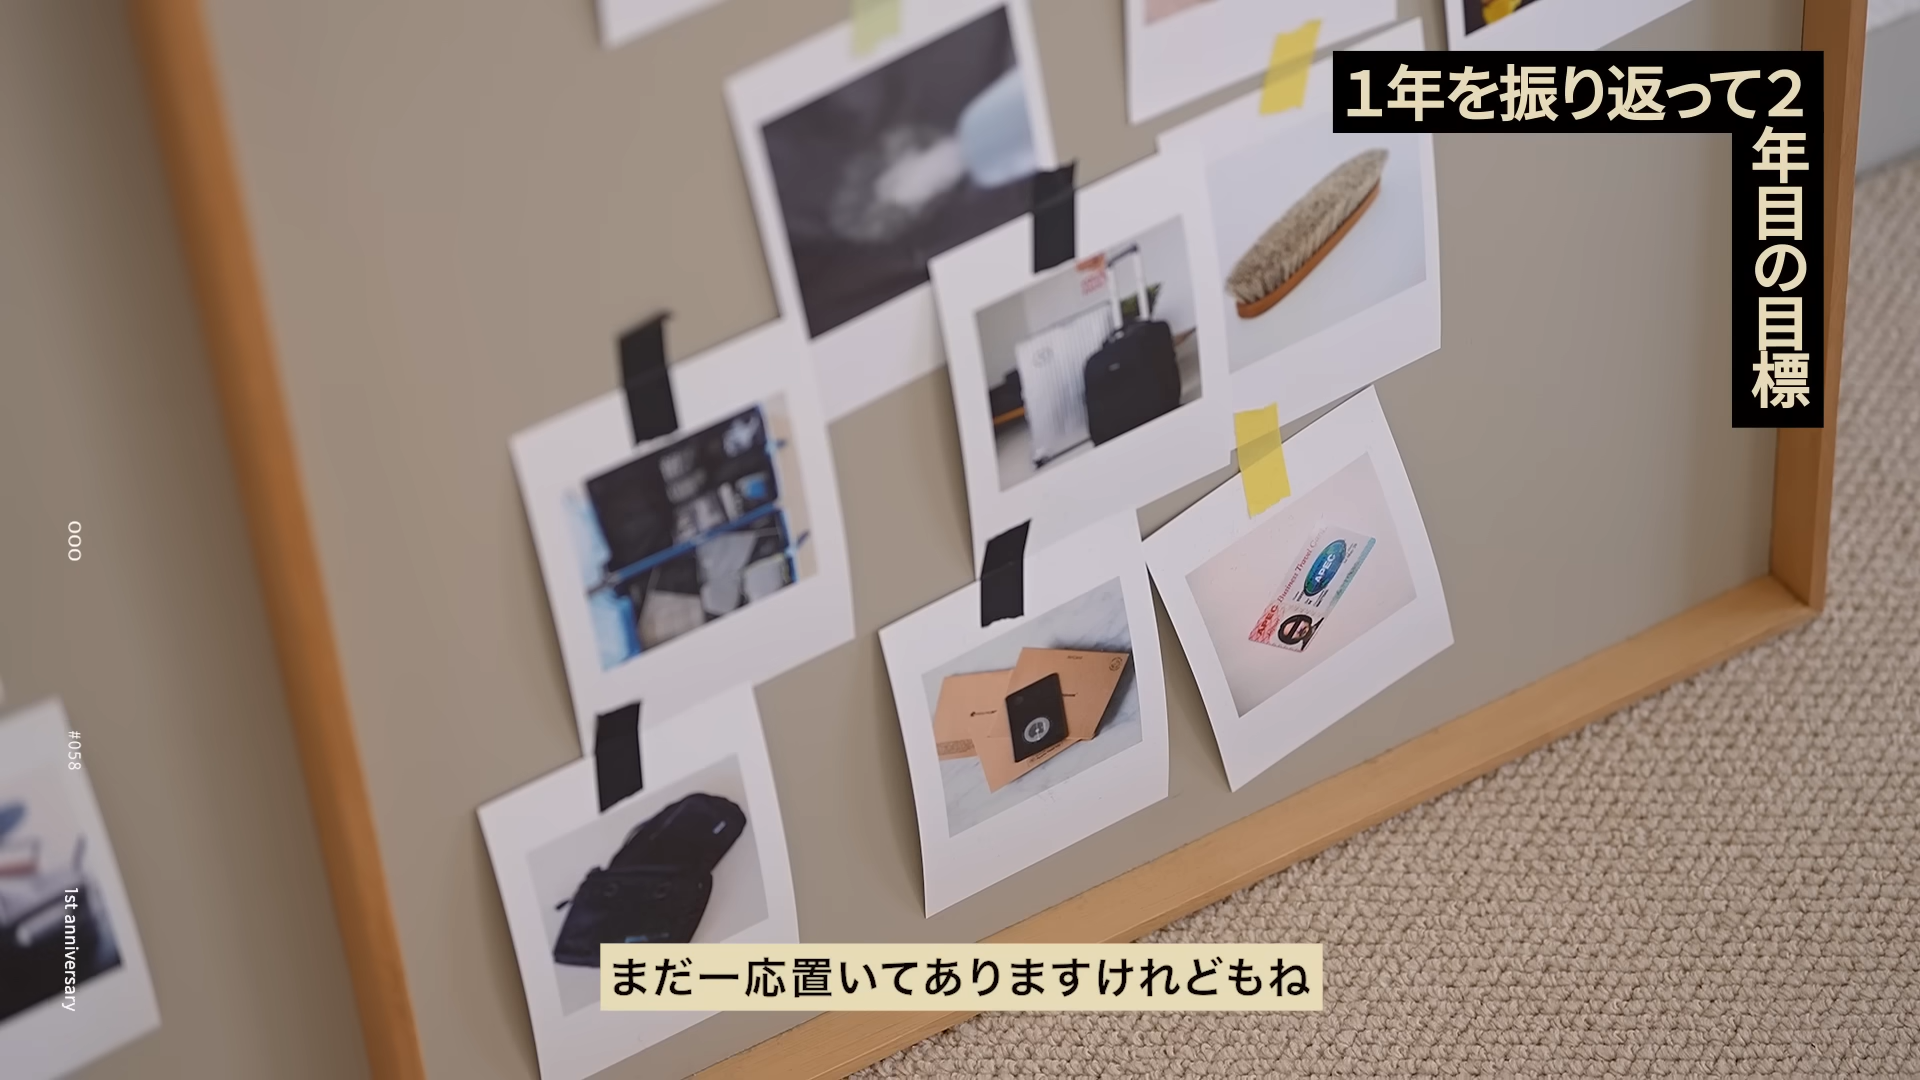 1年を振り返って2
年目の目標
OOO
#058
1st anniversary
APEC
Business Travel C
APEC
まだ一応置いてありますけれどもね